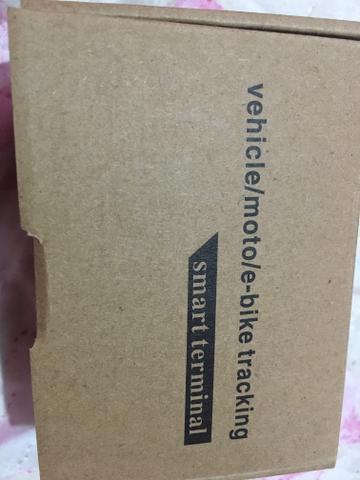 vehicle/moto/e-bike tracking
smart terminal